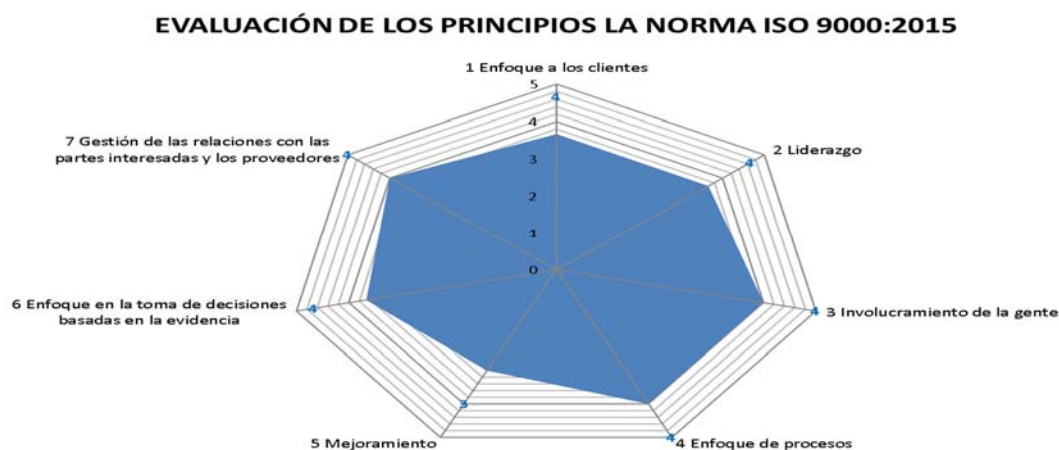 EVALUACIÓN DE LOS PRINCIPIOS LA NORMA ISO 9000:2015
1 Enfoque a los clientes
5
4
4
3
2
1
0
7 Gestión de las relaciones con las
partes interesadas y los proveedores
4
4
2 Liderazgo
6 Enfoque en la toma de decisiones
basadas en la evidencia
4
4
3 Involucramiento de la gente
3
5 Mejoramiento
4
4 Enfoque de procesos